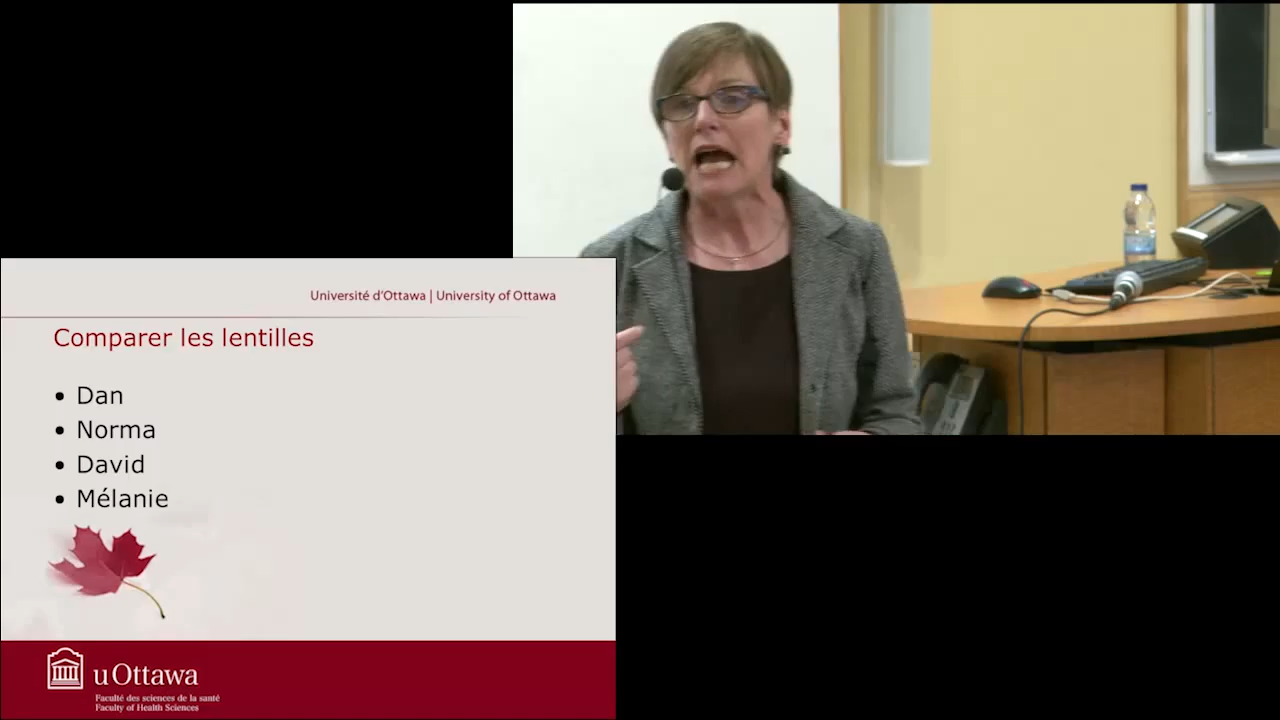 Université d'Ottawa | University of Ottawa
Comparer les lentilles
• Dan
• Norma
• David
• Mélanie
uOttawa
Faculté des sciences de la santé
Faculty of Health Sciences